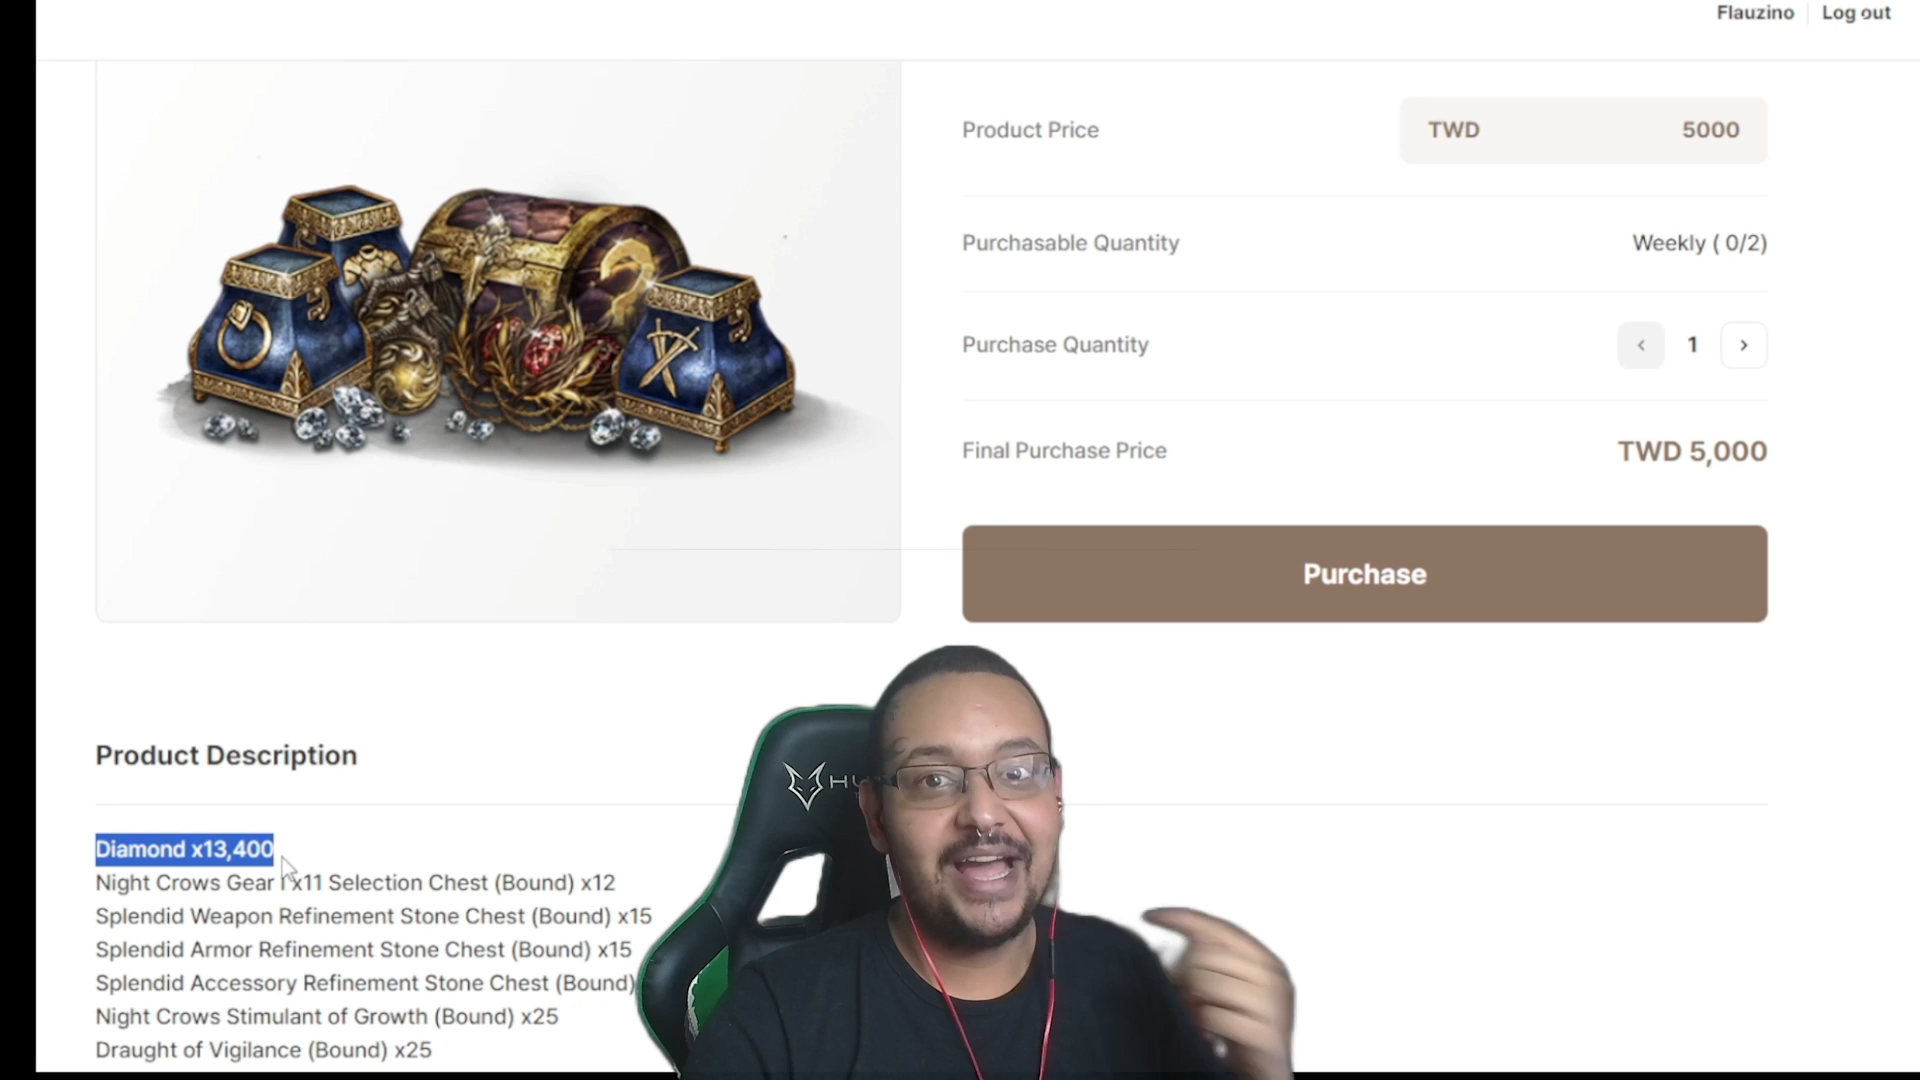 Flauzino Log out
Product Price TWD 5000
Purchasable Quantity Weekly ( 0/2)
Purchase Quantity ‹ 1 ›
Final Purchase Price TWD 5,000
Purchase
Product Description
Diamond x13,400
Night Crows Gear I x11 Selection Chest (Bound) x12
Splendid Weapon Refinement Stone Chest (Bound) x15
Splendid Armor Refinement Stone Chest (Bound) x15
Splendid Accessory Refinement Stone Chest (Bound)
Night Crows Stimulant of Growth (Bound) x25
Draught of Vigilance (Bound) x25